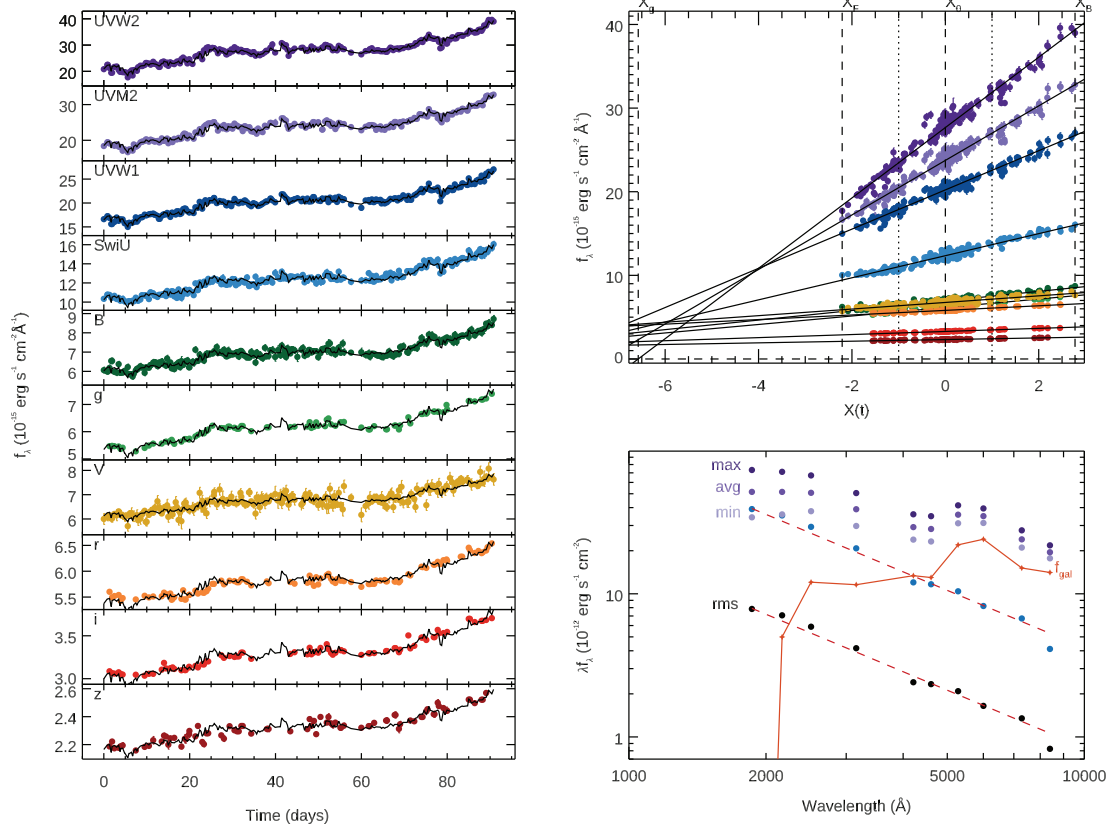 UVW2
40
30
20
UVM2
30
20
UVW1
25
20
15
SwiU
16
14
12
10
B
9
8
7
6
g
7
6
5
V
8
7
6
r
6.5
6.0
5.5
i
3.5
3.0
z
2.6
2.4
2.2
0 20 40 60 80
Time (days)
fλ (10⁻¹⁵ erg s⁻¹ cm⁻² Å⁻¹)
Xg XF X0 XB
40
30
20
10
0
-6 -4 -2 0 2
X(t)
fλ (10⁻¹⁵ erg s⁻¹ cm⁻² Å⁻¹)
max
avg
min
rms
fgal
10
1
1000 2000 5000 10000
Wavelength (Å)
λfλ (10⁻¹² erg s⁻¹ cm⁻²)